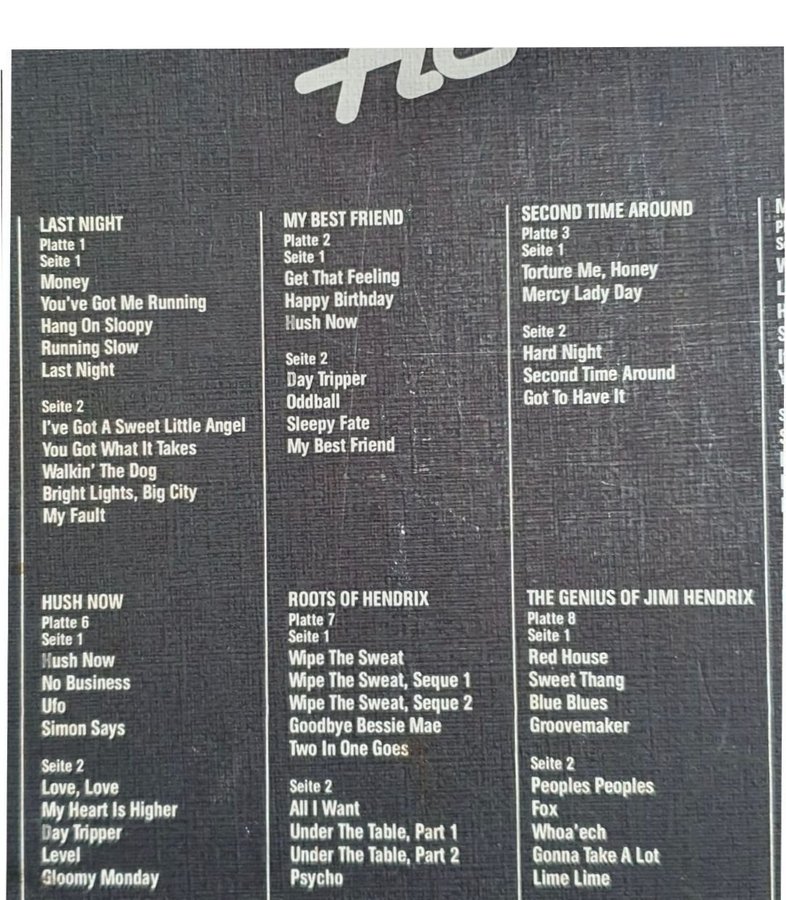 LAST NIGHT
Platte 1
Seite 1
Money
You've Got Me Running
Hang On Sloopy
Running Slow
Last Night
Seite 2
I've Got A Sweet Little Angel
You Got What It Takes
Walkin' The Dog
Bright Lights, Big City
My Fault
MY BEST FRIEND
Platte 2
Seite 1
Get That Feeling
Happy Birthday
Hush Now
Seite 2
Day Tripper
Oddball
Sleepy Fate
My Best Friend
SECOND TIME AROUND
Platte 3
Seite 1
Torture Me, Honey
Mercy Lady Day
Seite 2
Hard Night
Second Time Around
Got To Have It
HUSH NOW
Platte 6
Seite 1
Hush Now
No Business
Ufo
Simon Says
Seite 2
Love, Love
My Heart Is Higher
Day Tripper
Level
Gloomy Monday
ROOTS OF HENDRIX
Platte 7
Seite 1
Wipe The Sweat
Wipe The Sweat, Seque 1
Wipe The Sweat, Seque 2
Goodbye Bessie Mae
Two In One Goes
Seite 2
All I Want
Under The Table, Part 1
Under The Table, Part 2
Psycho
THE GENIUS OF JIMI HENDRIX
Platte 8
Seite 1
Red House
Sweet Thang
Blue Blues
Groovemaker
Seite 2
Peoples Peoples
Fox
Whoa'ech
Gonna Take A Lot
Lime Lime